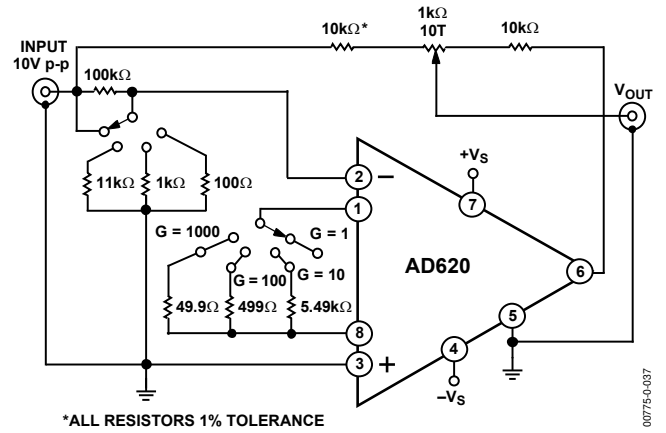 INPUT
10V p-p
10kΩ*
1kΩ
10T
10kΩ
100kΩ
VOUT
11kΩ
1kΩ
100Ω
+VS
2
−
1
7
G = 1000
G = 1
G = 100
G = 10
AD620
6
49.9Ω
499Ω
5.49kΩ
5
8
4
3
+
−VS
*ALL RESISTORS 1% TOLERANCE
00775-0-037